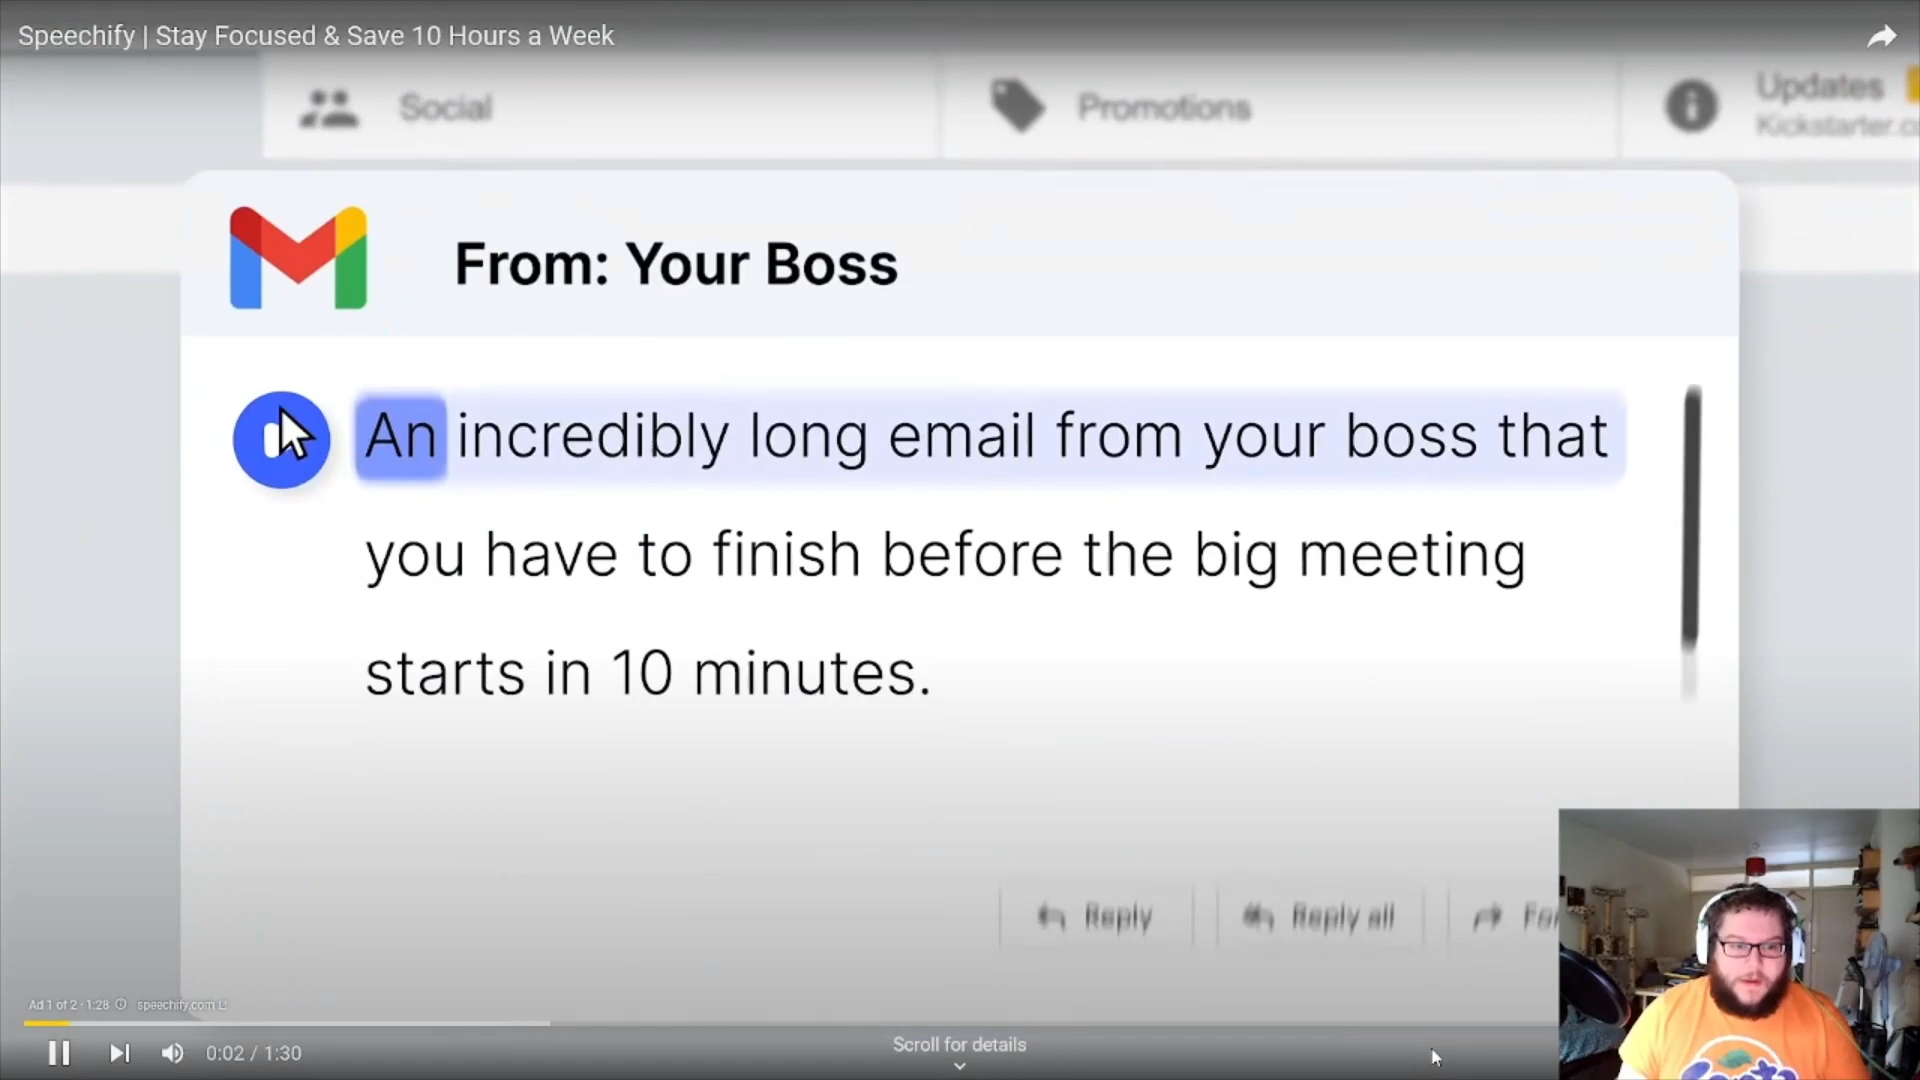 Speechify | Stay Focused & Save 10 Hours a Week
Social
Promotions
Updates
Kickstarter.c
From: Your Boss
An incredibly long email from your boss that
you have to finish before the big meeting
starts in 10 minutes.
Reply
Reply all
Ad 1 of 2 · 1:28
speechify.com
0:02 / 1:30
Scroll for details